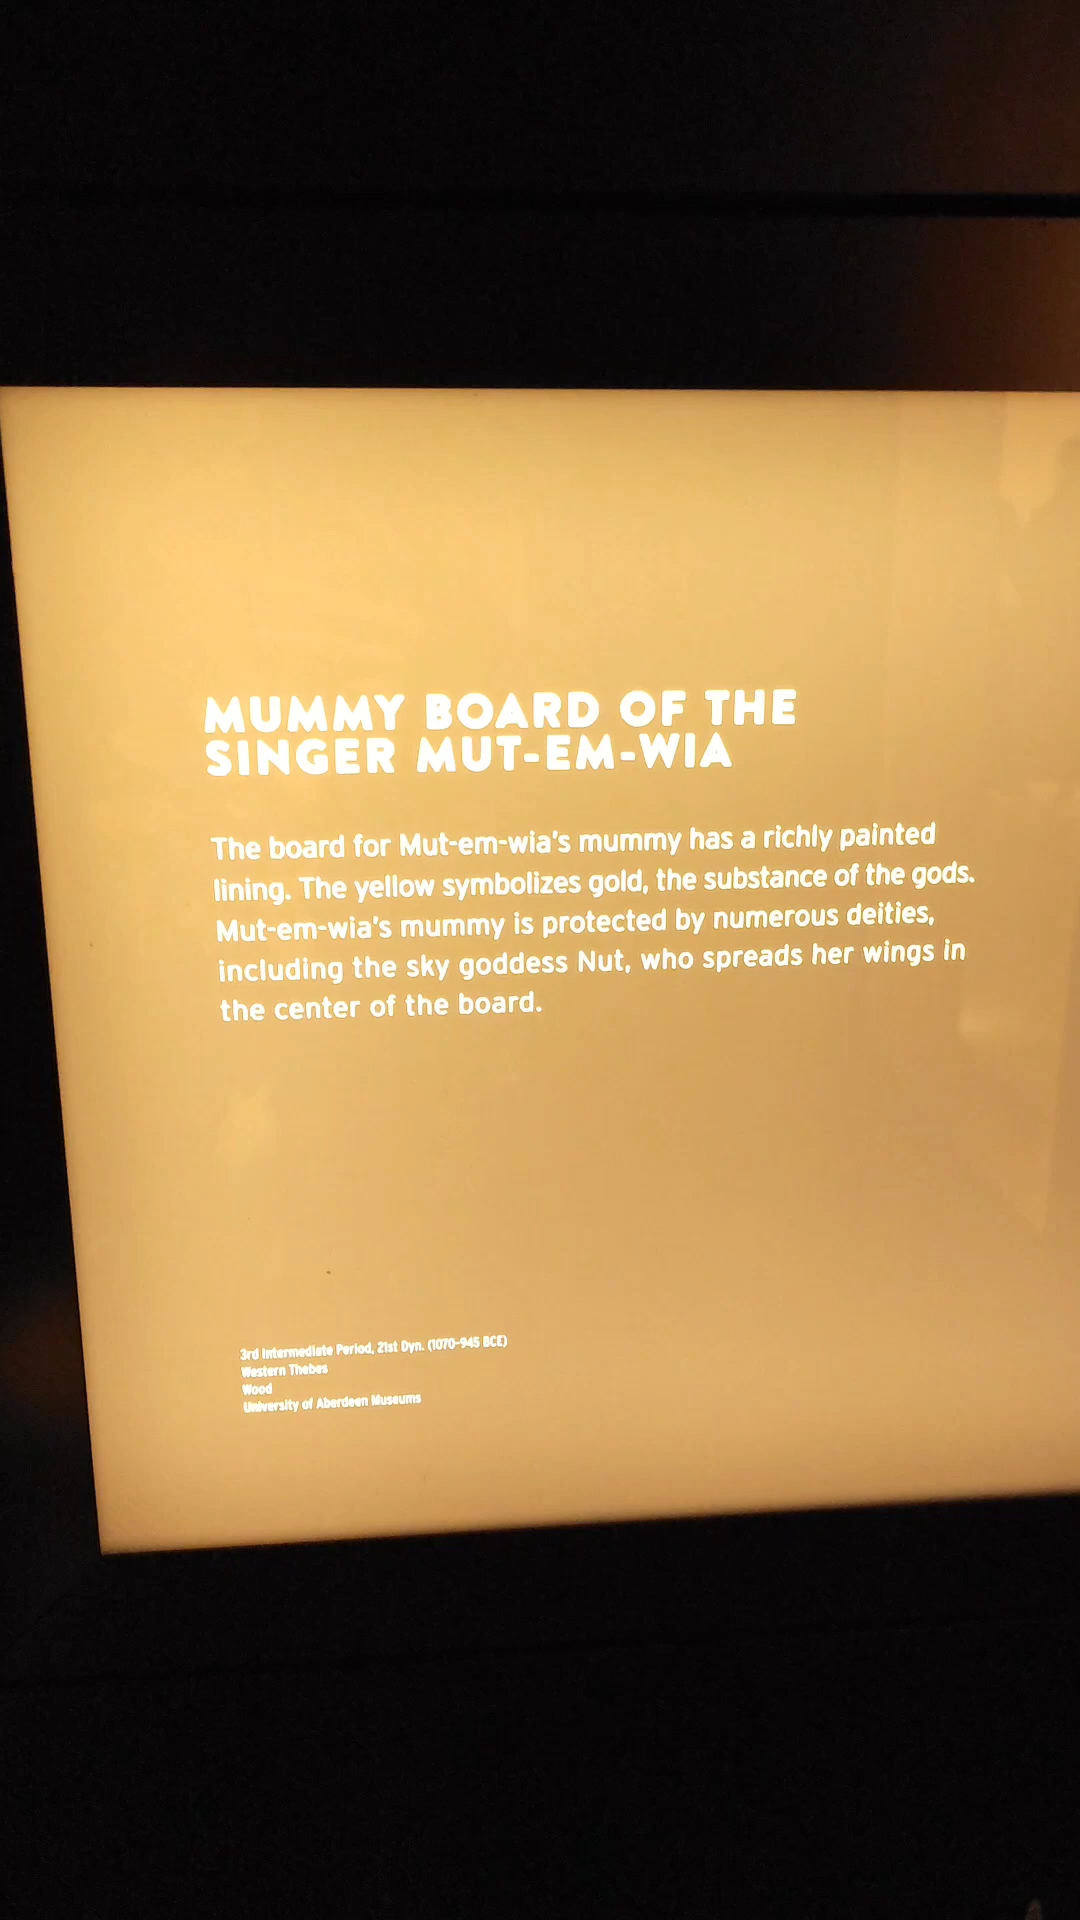 MUMMY BOARD OF THE
SINGER MUT-EM-WIA
The board for Mut-em-wia's mummy has a richly painted
lining. The yellow symbolizes gold, the substance of the gods.
Mut-em-wia's mummy is protected by numerous deities,
including the sky goddess Nut, who spreads her wings in
the center of the board.
3rd Intermediate Period, 21st Dyn. (1070-945 BCE)
Western Thebes
Wood
University of Aberdeen Museums